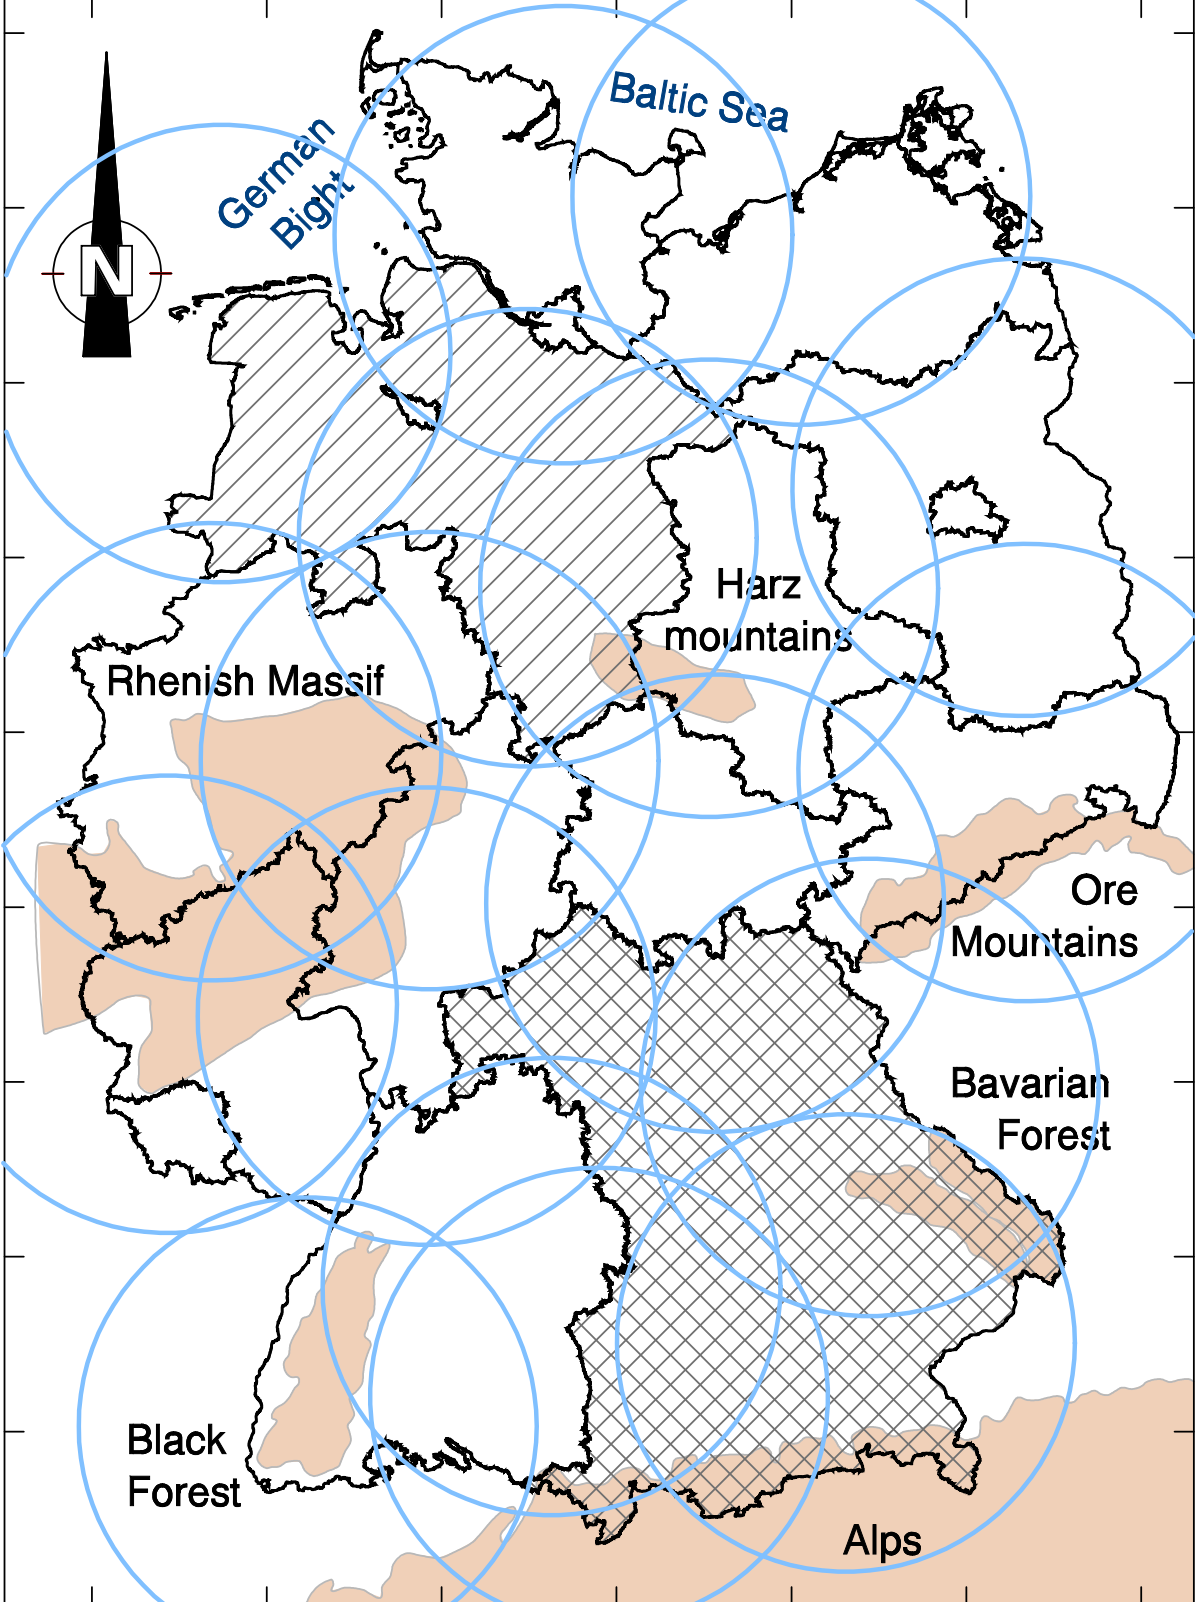 Baltic Sea
German
Bight
N
Harz
mountains
Rhenish Massif
Ore
Mountains
Bavarian
Forest
Black
Forest
Alps